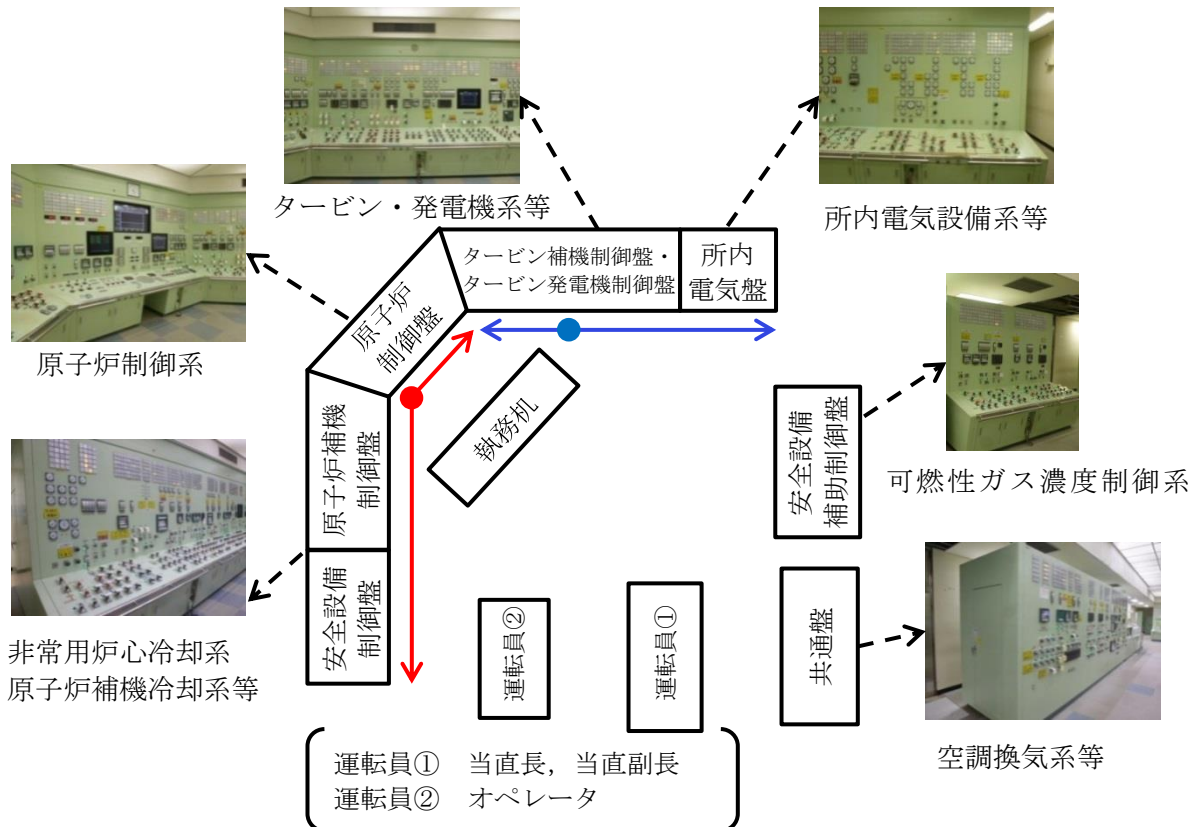 タービン・発電機系等
所内電気設備系等
タービン補機制御盤・
タービン発電機制御盤
所内
電気盤
原子炉
制御盤
原子炉制御系
執務机
原子炉補機
制御盤
安全設備
補助制御盤
可燃性ガス濃度制御系
安全設備
制御盤
非常用炉心冷却系
原子炉補機冷却系等
運転員②
運転員①
共通盤
空調換気系等
運転員① 当直長，当直副長
運転員② オペレータ